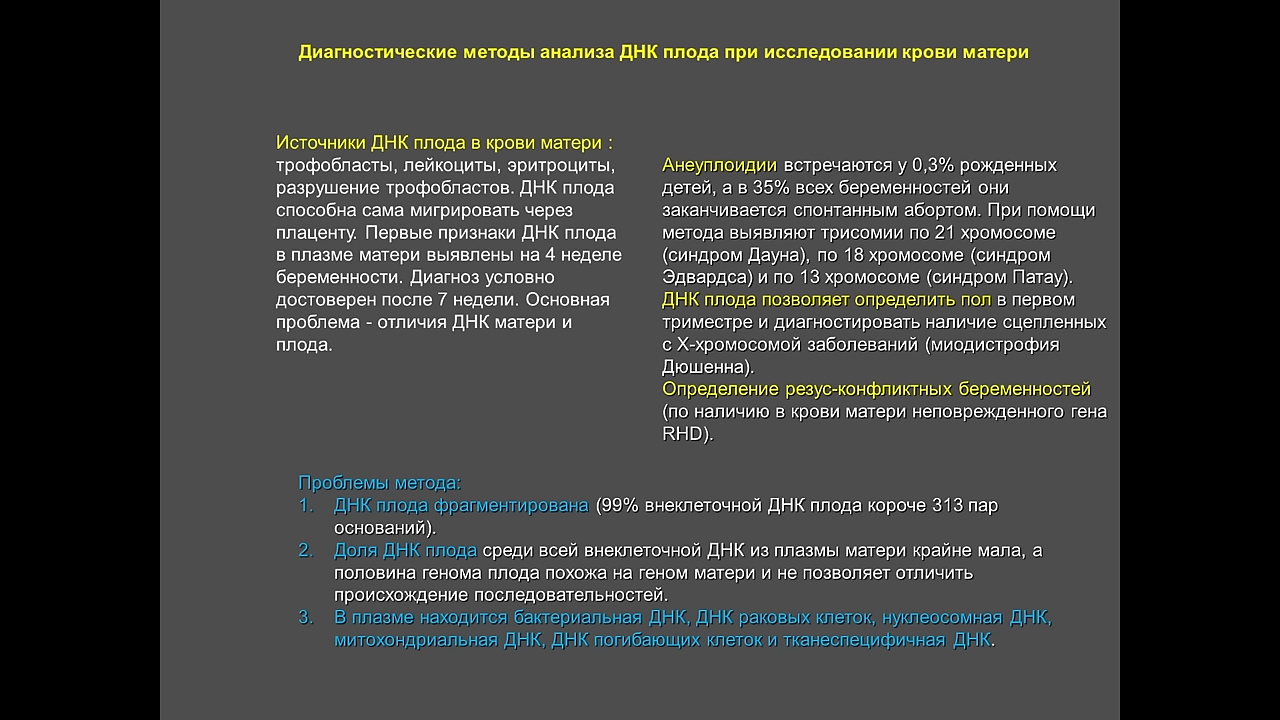 Диагностические методы анализа ДНК плода при исследовании крови матери
Источники ДНК плода в крови матери :
трофобласты, лейкоциты, эритроциты,
разрушение трофобластов. ДНК плода
способна сама мигрировать через
плаценту. Первые признаки ДНК плода
в плазме матери выявлены на 4 неделе
беременности. Диагноз условно
достоверен после 7 недели. Основная
проблема - отличия ДНК матери и
плода.
Анеуплоидии встречаются у 0,3% рожденных
детей, а в 35% всех беременностей они
заканчивается спонтанным абортом. При помощи
метода выявляют трисомии по 21 хромосоме
(синдром Дауна), по 18 хромосоме (синдром
Эдвардса) и по 13 хромосоме (синдром Патау).
ДНК плода позволяет определить пол в первом
триместре и диагностировать наличие сцепленных
с Х-хромосомой заболеваний (миодистрофия
Дюшенна).
Определение резус-конфликтных беременностей
(по наличию в крови матери неповрежденного гена
RHD).
Проблемы метода:
1. ДНК плода фрагментирована (99% внеклеточной ДНК плода короче 313 пар
оснований).
2. Доля ДНК плода среди всей внеклеточной ДНК из плазмы матери крайне мала, а
половина генома плода похожа на геном матери и не позволяет отличить
происхождение последовательностей.
3. В плазме находится бактериальная ДНК, ДНК раковых клеток, нуклеосомная ДНК,
митохондриальная ДНК, ДНК погибающих клеток и тканеспецифичная ДНК.